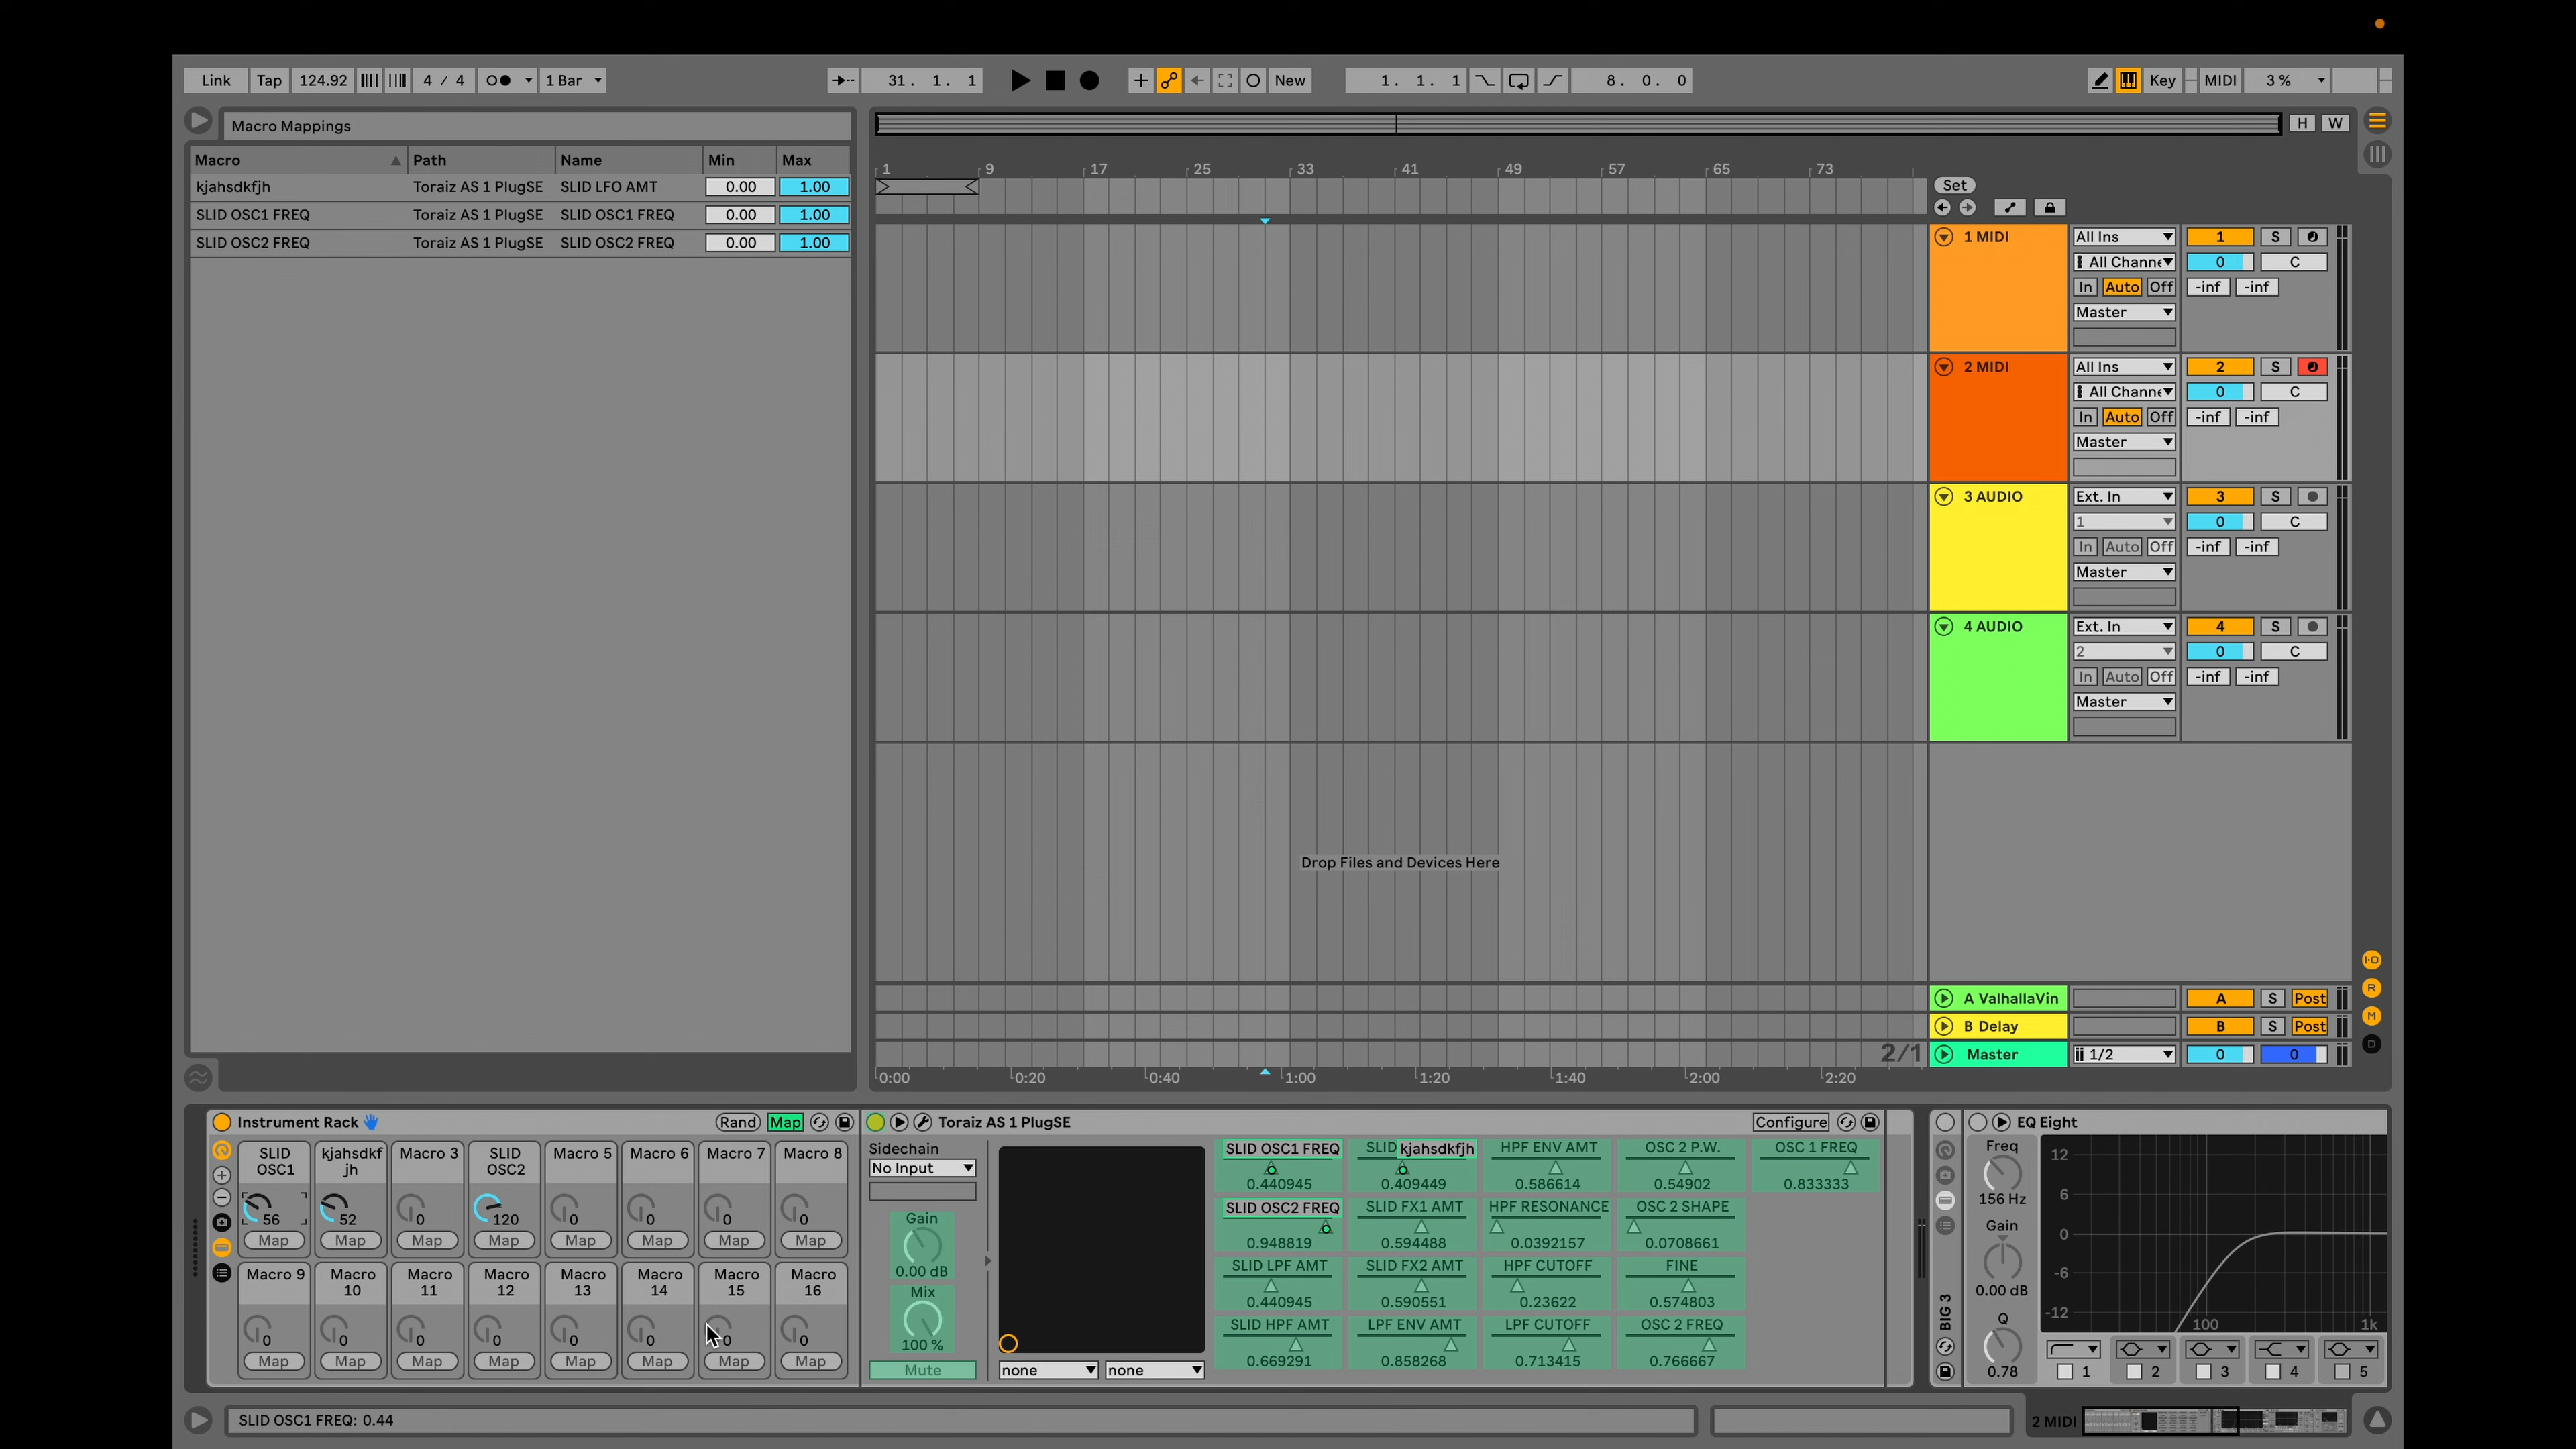 Link Tap 124.92 4 / 4 1 Bar 31. 1. 1 New 1. 1. 1 8. 0. 0 Key MIDI 3 %
Macro Mappings
H W
Macro Path Name Min Max
kjahsdkfjh Toraiz AS 1 PlugSE SLID LFO AMT 0.00 1.00
SLID OSC1 FREQ Toraiz AS 1 PlugSE SLID OSC1 FREQ 0.00 1.00
SLID OSC2 FREQ Toraiz AS 1 PlugSE SLID OSC2 FREQ 0.00 1.00
1 9 17 25 33 41 49 57 65 73
Set
1 MIDI All Ins 1 S
All Channe 0 C
In Auto Off -inf -inf
Master
2 MIDI All Ins 2 S
All Channe 0 C
In Auto Off -inf -inf
Master
3 AUDIO Ext. In 3 S
1 0 C
In Auto Off -inf -inf
Master
4 AUDIO Ext. In 4 S
2 0 C
In Auto Off -inf -inf
Master
Drop Files and Devices Here
A ValhallaVin A S Post
B Delay B S Post
2/1 Master 1/2 0 0
I·O
R
M
D
0:00 0:20 0:40 1:00 1:20 1:40 2:00 2:20
Instrument Rack Rand Map
SLID OSC1 kjahsdkfjh Macro 3 SLID OSC2 Macro 5 Macro 6 Macro 7 Macro 8
56 52 0 120 0 0 0 0
Map Map Map Map Map Map Map Map
Macro 9 Macro 10 Macro 11 Macro 12 Macro 13 Macro 14 Macro 15 Macro 16
0 0 0 0 0 0 0 0
Map Map Map Map Map Map Map Map
Toraiz AS 1 PlugSE Configure
Sidechain
No Input
Gain
0.00 dB
Mix
100 %
Mute
none none
SLID OSC1 FREQ SLID kjahsdkfjh HPF ENV AMT OSC 2 P.W. OSC 1 FREQ
0.440945 0.409449 0.586614 0.54902 0.833333
SLID OSC2 FREQ SLID FX1 AMT HPF RESONANCE OSC 2 SHAPE
0.948819 0.594488 0.0392157 0.0708661
SLID LPF AMT SLID FX2 AMT HPF CUTOFF FINE
0.440945 0.590551 0.23622 0.574803
SLID HPF AMT LPF ENV AMT LPF CUTOFF OSC 2 FREQ
0.669291 0.858268 0.713415 0.766667
BIG 3
EQ Eight
Freq
156 Hz
Gain
0.00 dB
Q
0.78
12
6
0
-6
-12
100 1k
1 2 3 4 5
SLID OSC1 FREQ: 0.44
2 MIDI